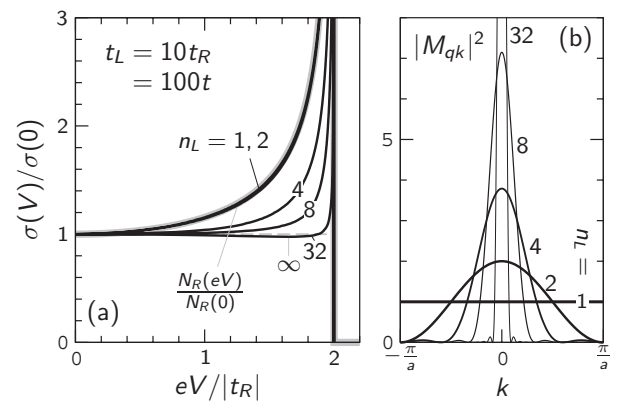 3
2
1
0
σ(V)/σ(0)
t_L = 10t_R
= 100t
n_L = 1, 2
4
8
32
∞
N_R(eV)
N_R(0)
(a)
0
1
2
eV/|t_R|
(b)
|M_qk|^2
32
8
4
2
1
n_L =
5
0
−π/a
0
π/a
k